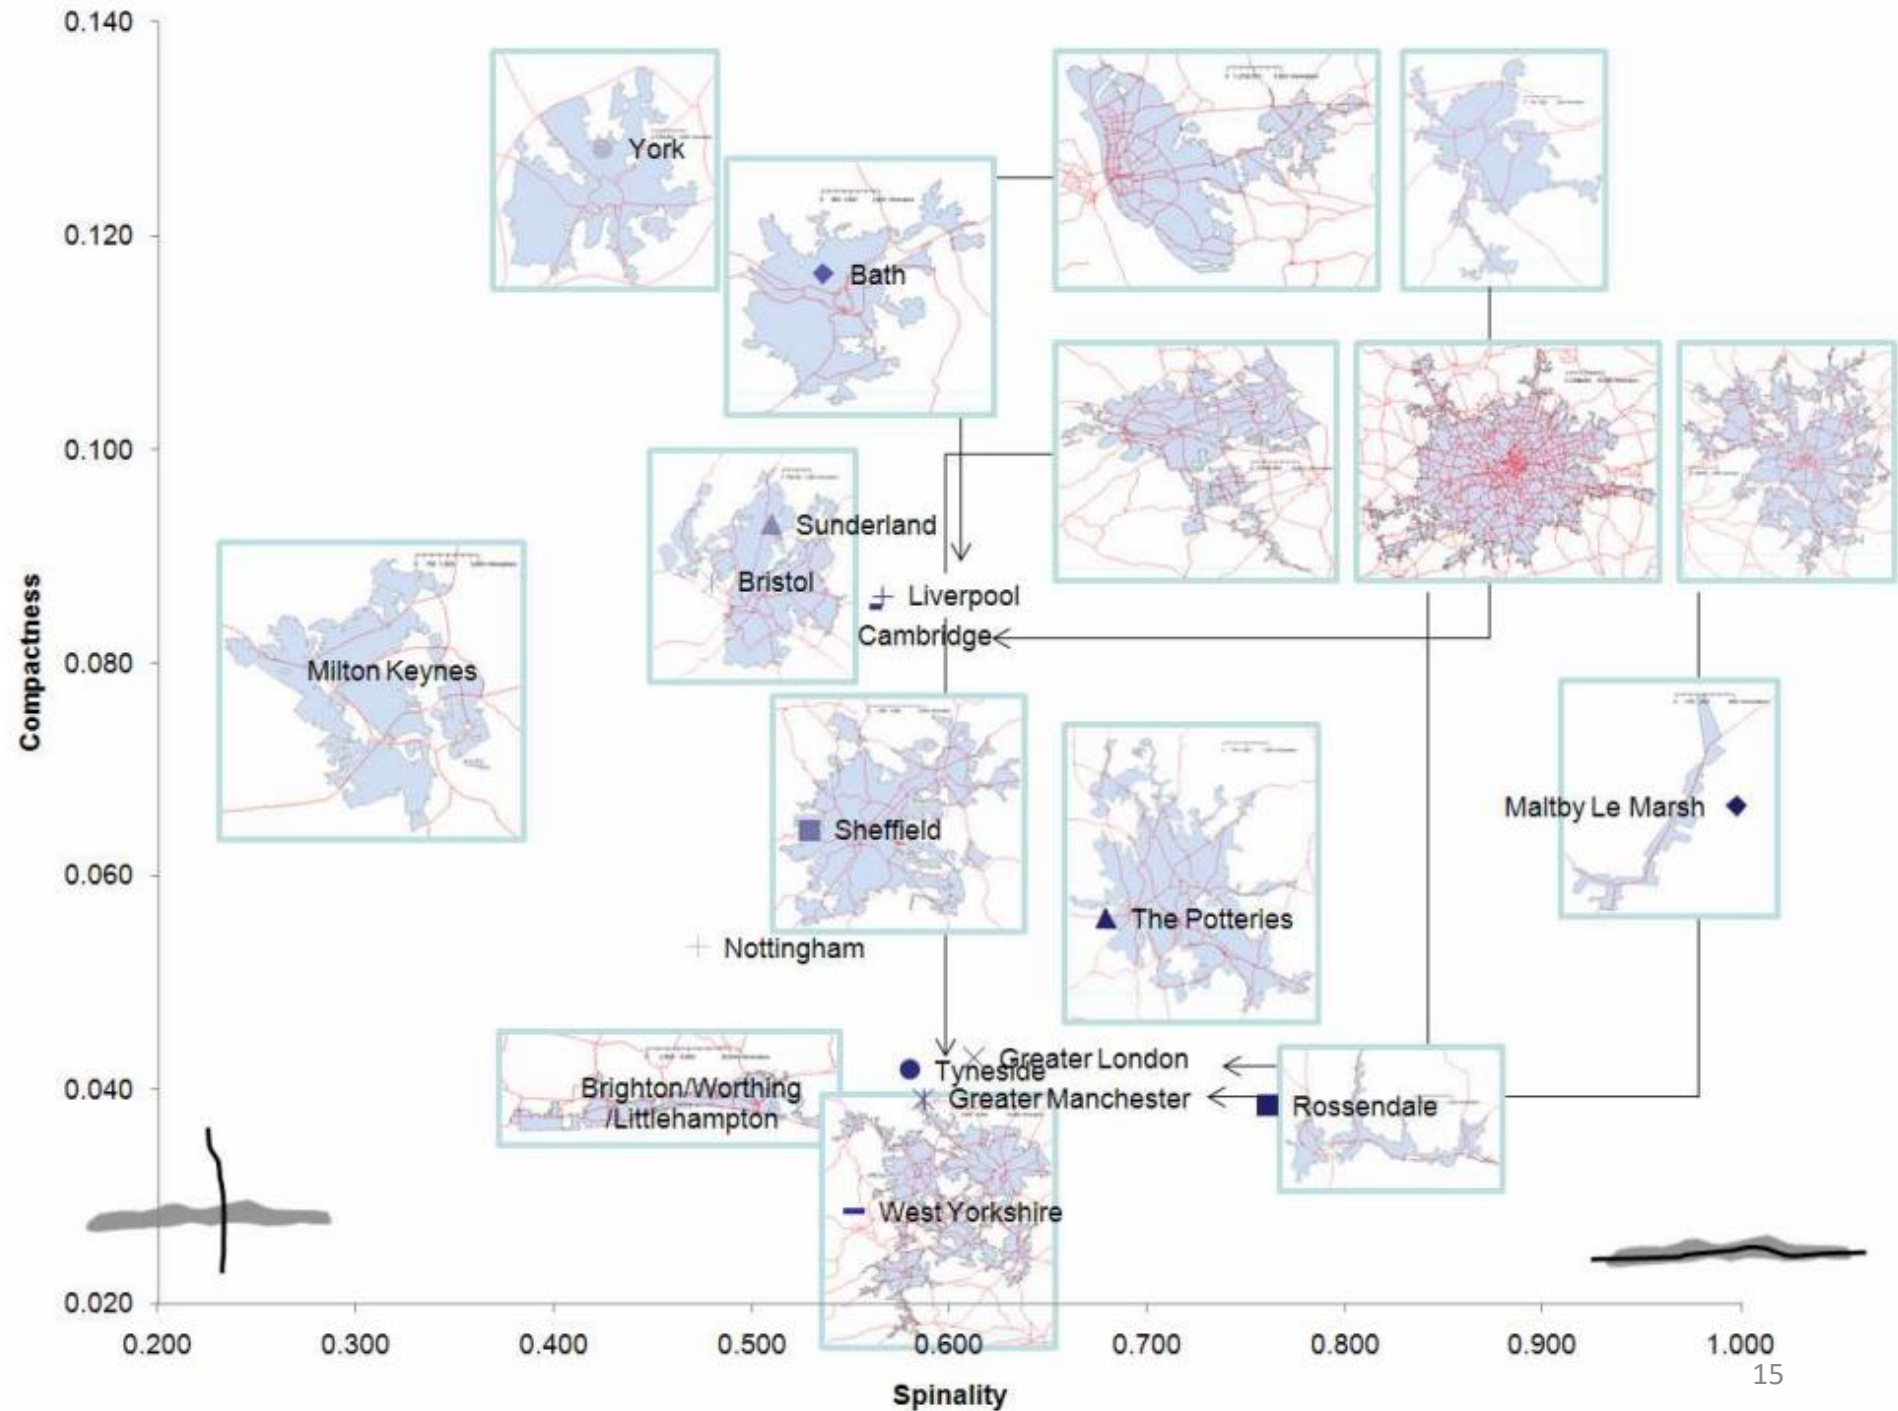 0.140
York
0.120
Bath
0.100
Sunderland
Bristol
Liverpool
Cambridge
Compactness
0.080
Milton Keynes
Maltby Le Marsh
Sheffield
0.060
The Potteries
Nottingham
Greater London
Tyneside
0.040
Brighton/Worthing
/Littlehampton
Greater Manchester
Rossendale
West Yorkshire
0.020
0.200
0.300
0.400
0.500
0.600
0.700
0.800
0.900
1.000
15
Spinality